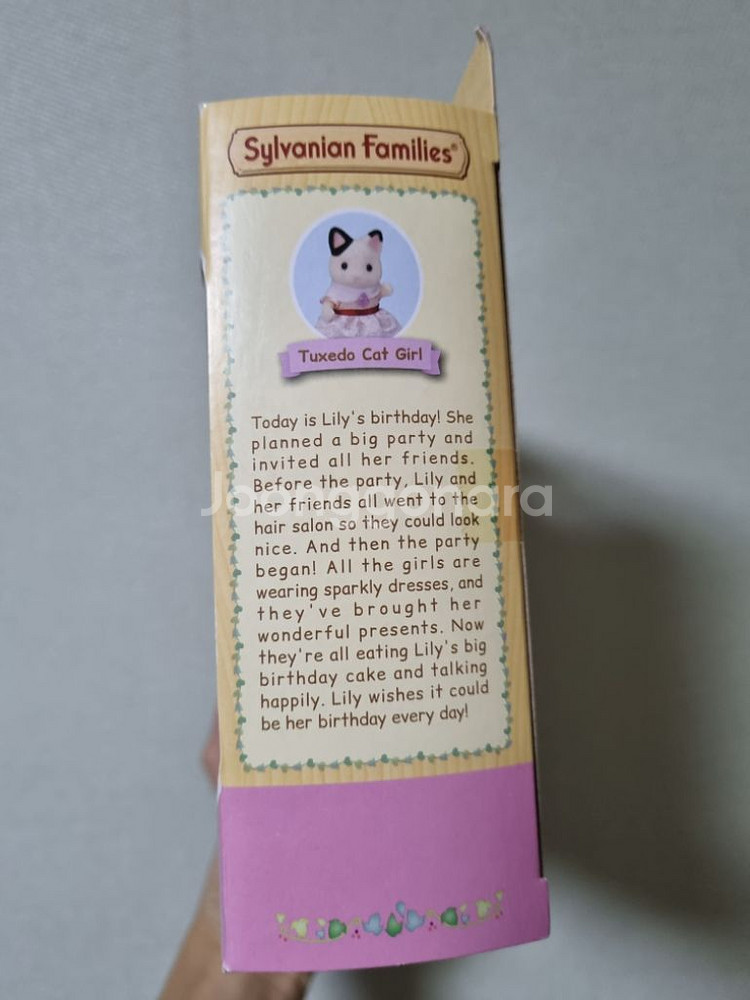 Sylvanian Families®
Tuxedo Cat Girl
Today is Lily's birthday! She
planned a big party and
invited all her friends.
Before the party, Lily and
her friends all went to the
hair salon so they could look
nice. And then the party
began! All the girls are
wearing sparkly dresses, and
they've brought her
wonderful presents. Now
they're all eating Lily's big
birthday cake and talking
happily. Lily wishes it could
be her birthday every day!
Joonggonara